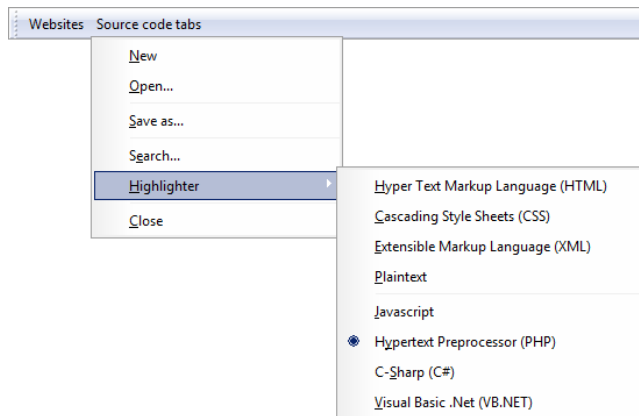 Websites Source code tabs
New
Open...
Save as...
Search...
Highlighter
Close
Hyper Text Markup Language (HTML)
Cascading Style Sheets (CSS)
Extensible Markup Language (XML)
Plaintext
Javascript
Hypertext Preprocessor (PHP)
C-Sharp (C#)
Visual Basic .Net (VB.NET)